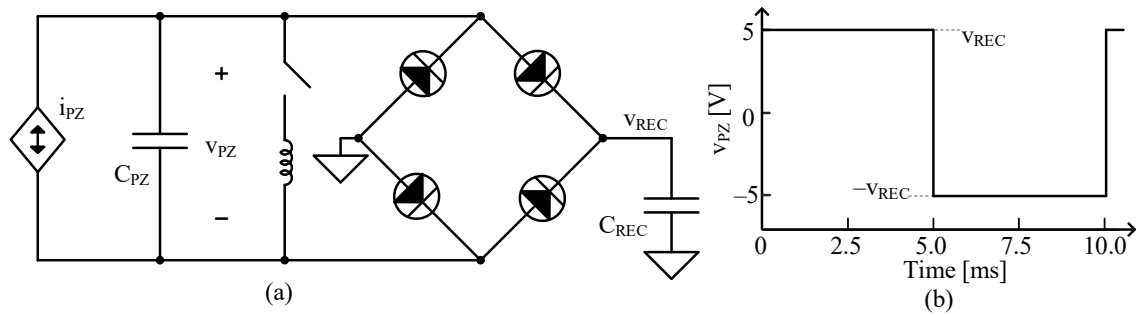 i_PZ
C_PZ
+
v_PZ
−
v_REC
C_REC
(a)
v_PZ [V]
5
0
−5
v_REC
−v_REC
0 2.5 5.0 7.5 10.0
Time [ms]
(b)